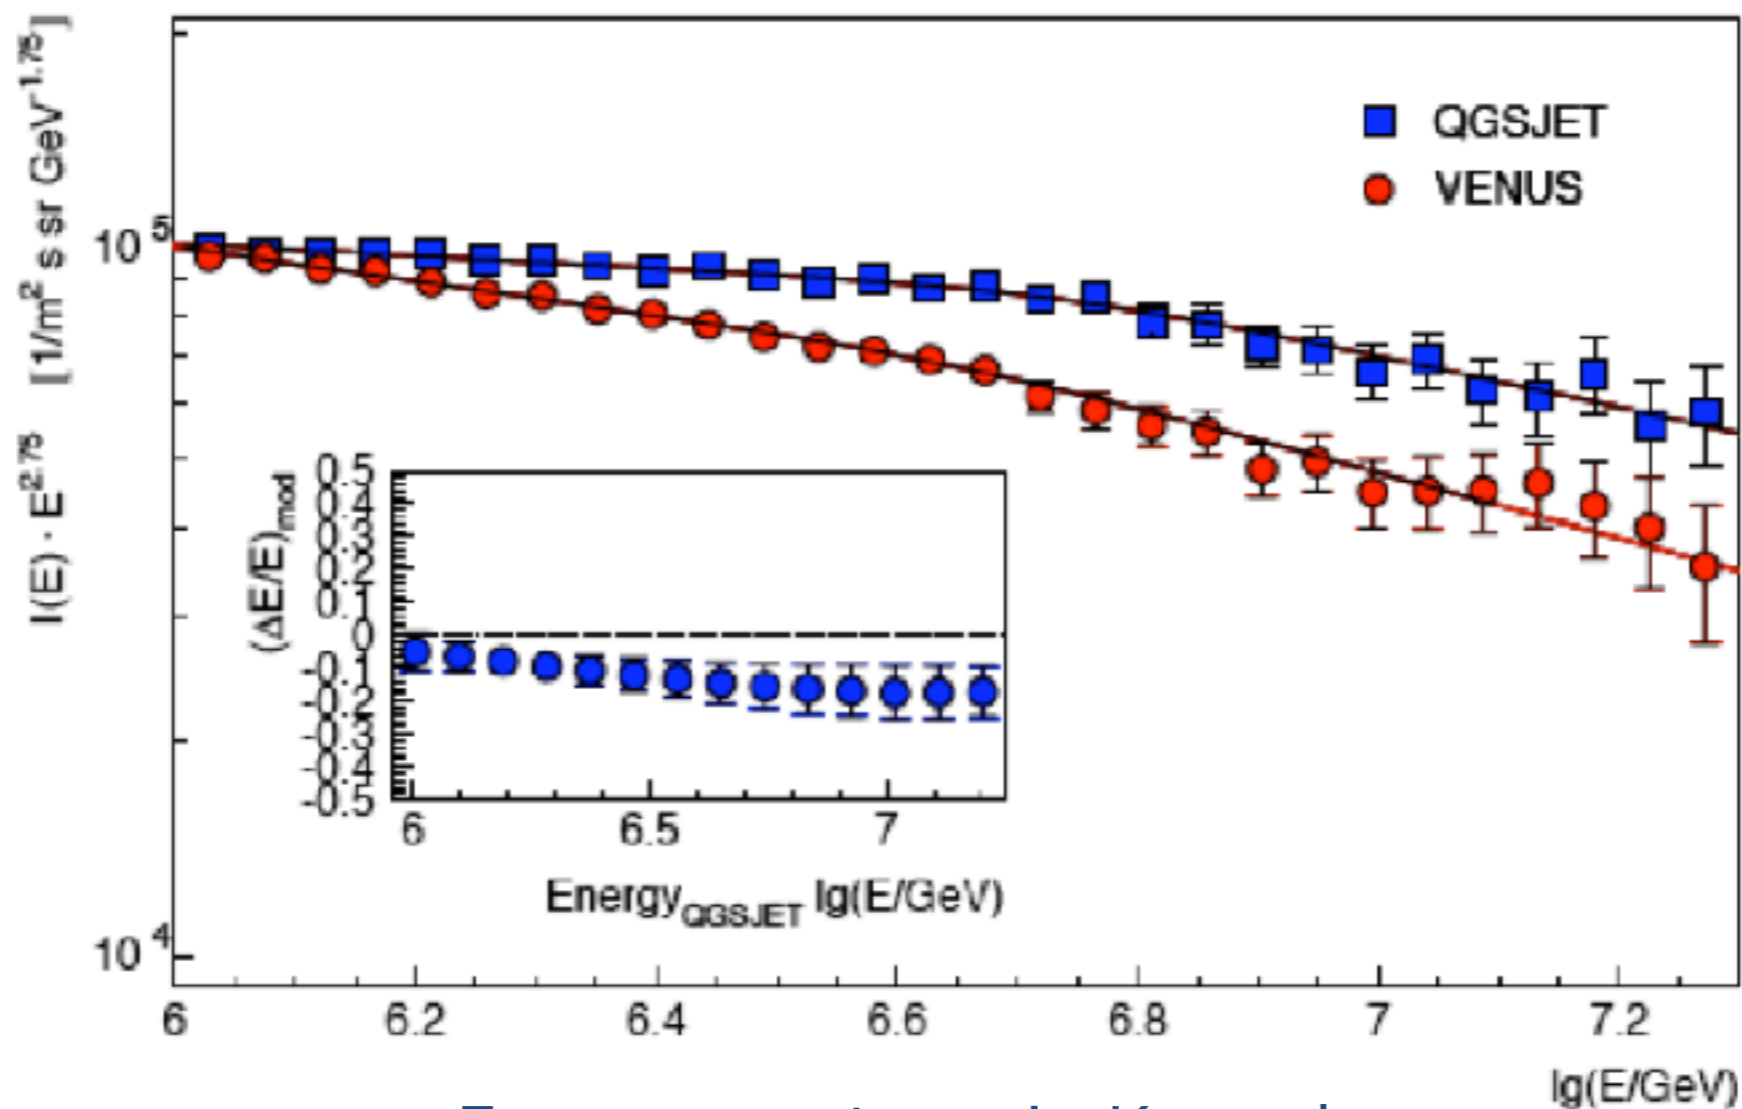 I(E) · E2.75 [1/m2 s sr GeV-1.75]
10 5
10 4
QGSJET
VENUS
(ΔE/E)mod
0.5
0.4
0.3
0.2
0.1
0
-0.1
-0.2
-0.3
-0.4
-0.5
6 6.5 7
EnergyQGSJET lg(E/GeV)
6 6.2 6.4 6.6 6.8 7 7.2
lg(E/GeV)